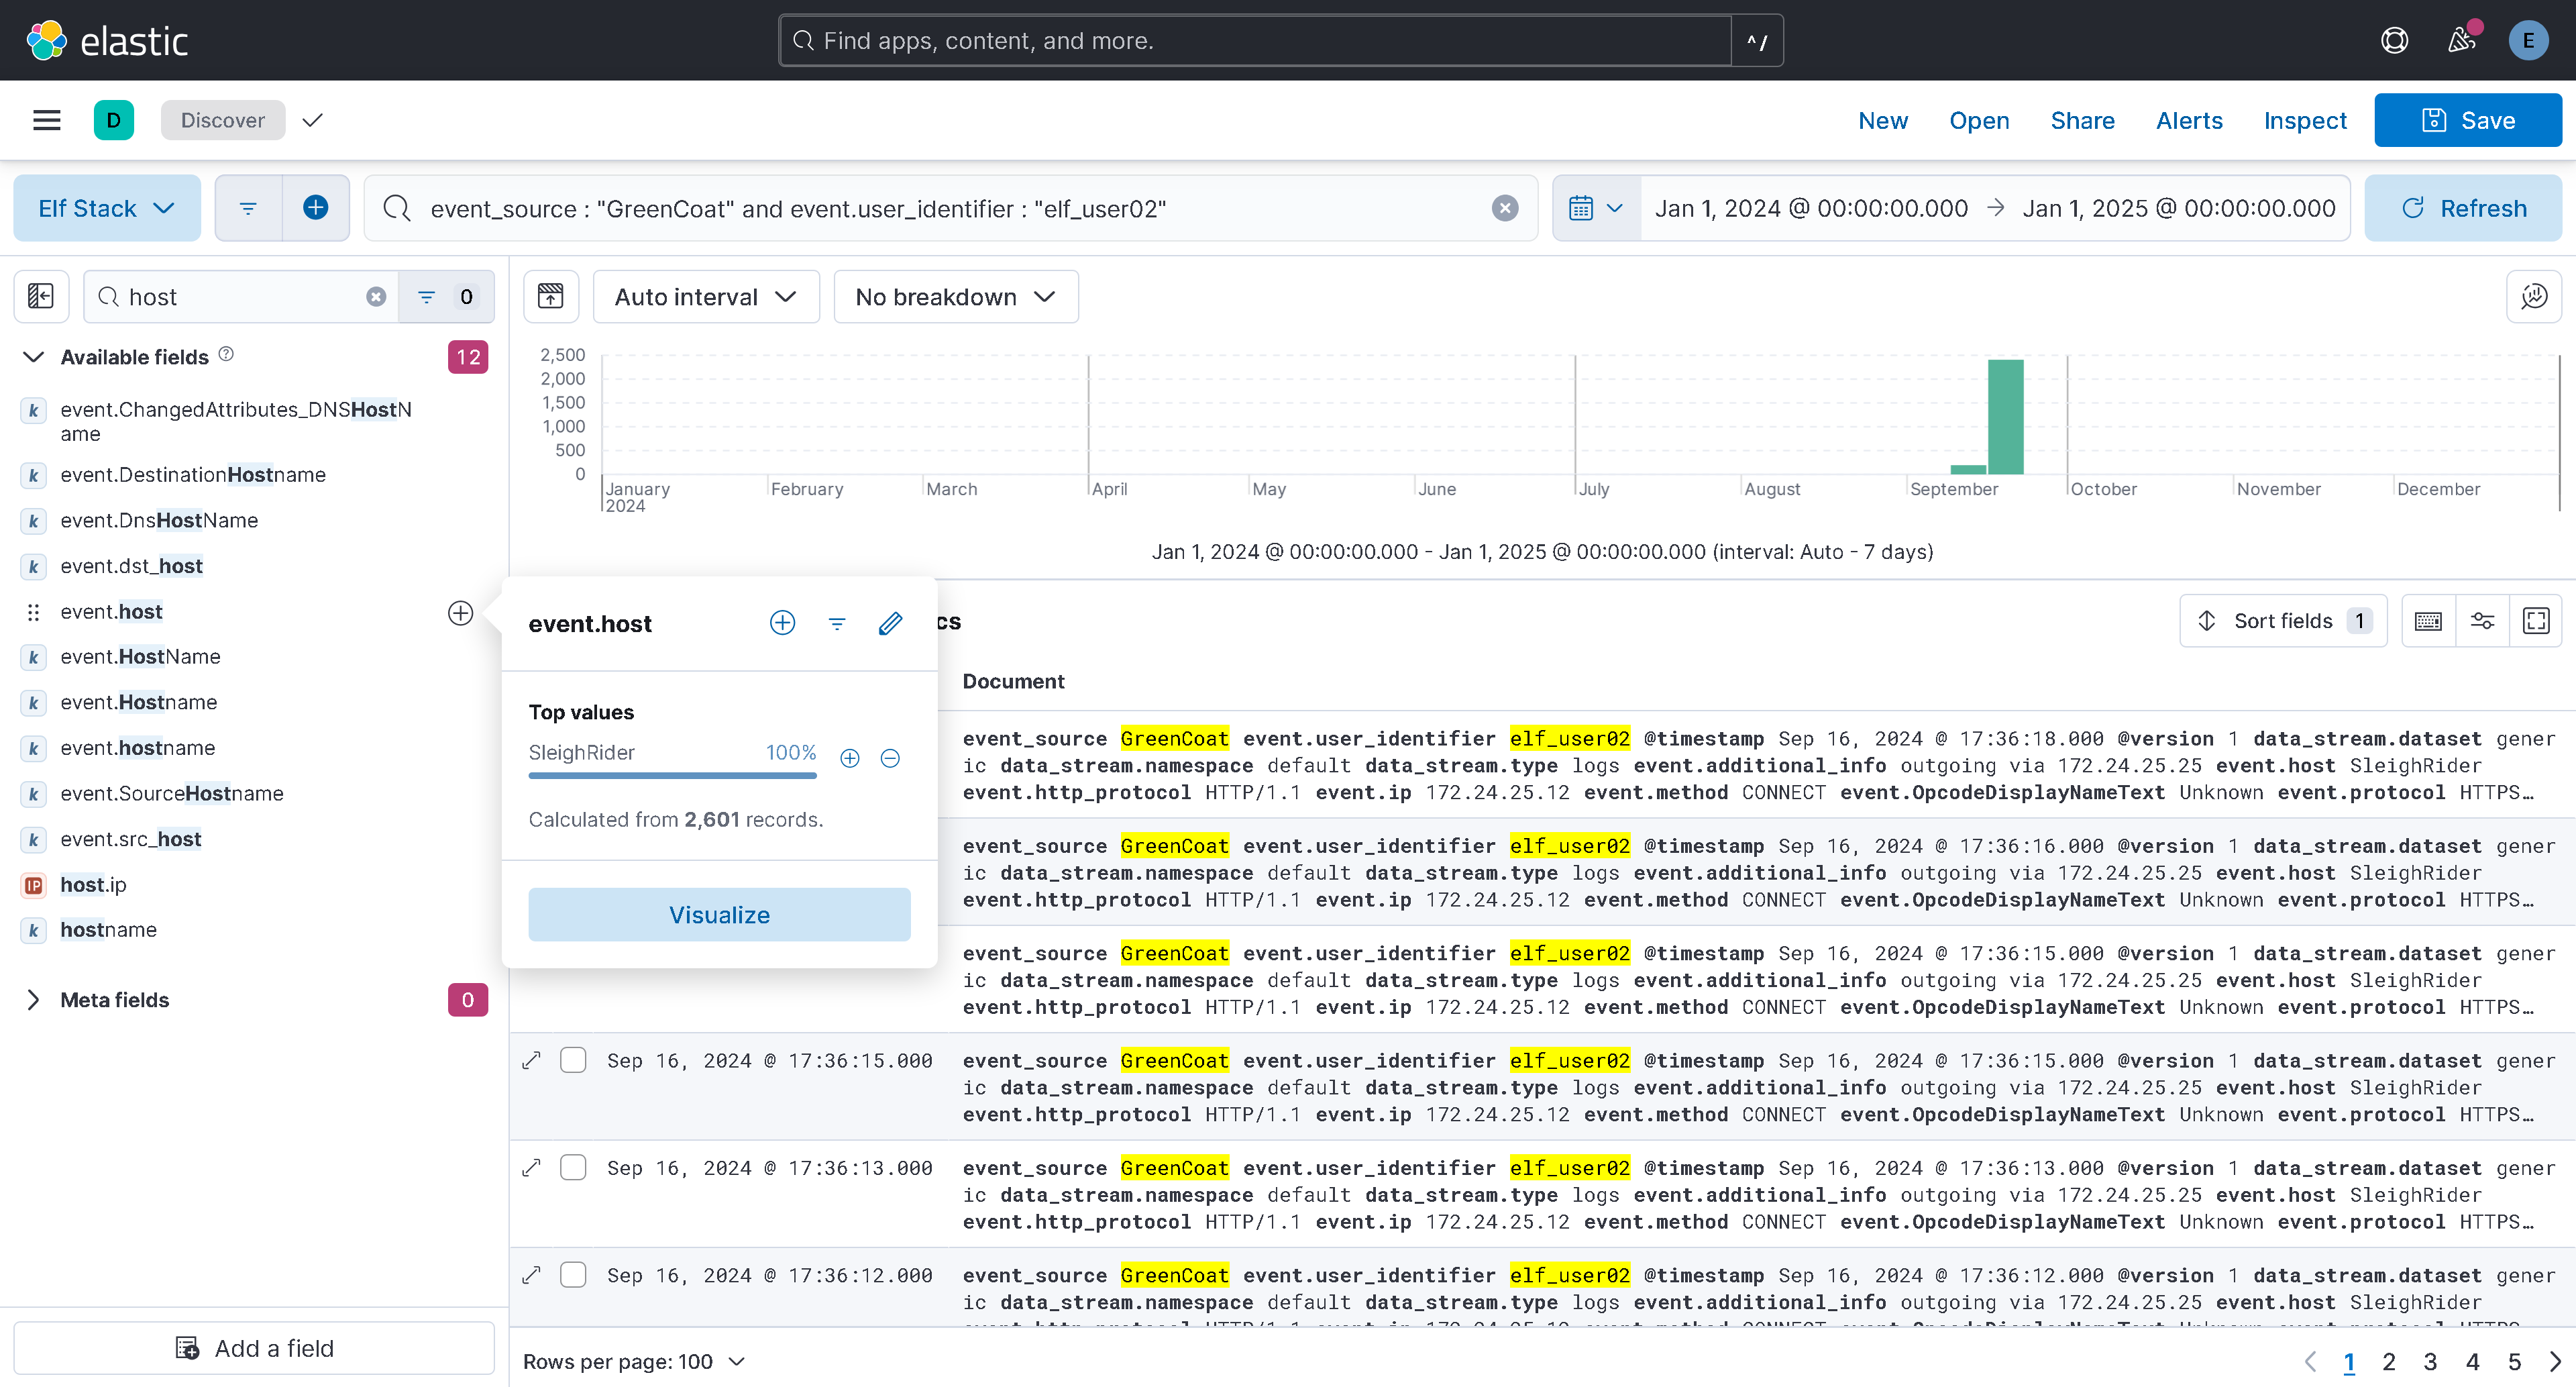 elastic
Find apps, content, and more.
^ /
E
D
Discover
New
Open
Share
Alerts
Inspect
Save
Elf Stack
event_source : "GreenCoat" and event.user_identifier : "elf_user02"
Jan 1, 2024 @ 00:00:00.000 → Jan 1, 2025 @ 00:00:00.000
Refresh
host
0
Available fields
12
k event.ChangedAttributes_DNSHostN
ame
k event.DestinationHostname
k event.DnsHostName
k event.dst_host
event.host
k event.HostName
k event.Hostname
k event.hostname
k event.SourceHostname
k event.src_host
IP host.ip
k hostname
Meta fields
0
Add a field
Auto interval
No breakdown
2,500
2,000
1,500
1,000
500
0
January February March April May June July August September October November December
2024
Jan 1, 2024 @ 00:00:00.000 - Jan 1, 2025 @ 00:00:00.000 (interval: Auto - 7 days)
event.host
Top values
SleighRider 100%
Calculated from 2,601 records.
Visualize
cs
Sort fields 1
Document
event_source GreenCoat event.user_identifier elf_user02 @timestamp Sep 16, 2024 @ 17:36:18.000 @version 1 data_stream.dataset gener
ic data_stream.namespace default data_stream.type logs event.additional_info outgoing via 172.24.25.25 event.host SleighRider
event.http_protocol HTTP/1.1 event.ip 172.24.25.12 event.method CONNECT event.OpcodeDisplayNameText Unknown event.protocol HTTPS…
event_source GreenCoat event.user_identifier elf_user02 @timestamp Sep 16, 2024 @ 17:36:16.000 @version 1 data_stream.dataset gener
ic data_stream.namespace default data_stream.type logs event.additional_info outgoing via 172.24.25.25 event.host SleighRider
event.http_protocol HTTP/1.1 event.ip 172.24.25.12 event.method CONNECT event.OpcodeDisplayNameText Unknown event.protocol HTTPS…
event_source GreenCoat event.user_identifier elf_user02 @timestamp Sep 16, 2024 @ 17:36:15.000 @version 1 data_stream.dataset gener
ic data_stream.namespace default data_stream.type logs event.additional_info outgoing via 172.24.25.25 event.host SleighRider
event.http_protocol HTTP/1.1 event.ip 172.24.25.12 event.method CONNECT event.OpcodeDisplayNameText Unknown event.protocol HTTPS…
Sep 16, 2024 @ 17:36:15.000 event_source GreenCoat event.user_identifier elf_user02 @timestamp Sep 16, 2024 @ 17:36:15.000 @version 1 data_stream.dataset gener
ic data_stream.namespace default data_stream.type logs event.additional_info outgoing via 172.24.25.25 event.host SleighRider
event.http_protocol HTTP/1.1 event.ip 172.24.25.12 event.method CONNECT event.OpcodeDisplayNameText Unknown event.protocol HTTPS…
Sep 16, 2024 @ 17:36:13.000 event_source GreenCoat event.user_identifier elf_user02 @timestamp Sep 16, 2024 @ 17:36:13.000 @version 1 data_stream.dataset gener
ic data_stream.namespace default data_stream.type logs event.additional_info outgoing via 172.24.25.25 event.host SleighRider
event.http_protocol HTTP/1.1 event.ip 172.24.25.12 event.method CONNECT event.OpcodeDisplayNameText Unknown event.protocol HTTPS…
Sep 16, 2024 @ 17:36:12.000 event_source GreenCoat event.user_identifier elf_user02 @timestamp Sep 16, 2024 @ 17:36:12.000 @version 1 data_stream.dataset gener
ic data_stream.namespace default data_stream.type logs event.additional_info outgoing via 172.24.25.25 event.host SleighRider
Rows per page: 100
1 2 3 4 5